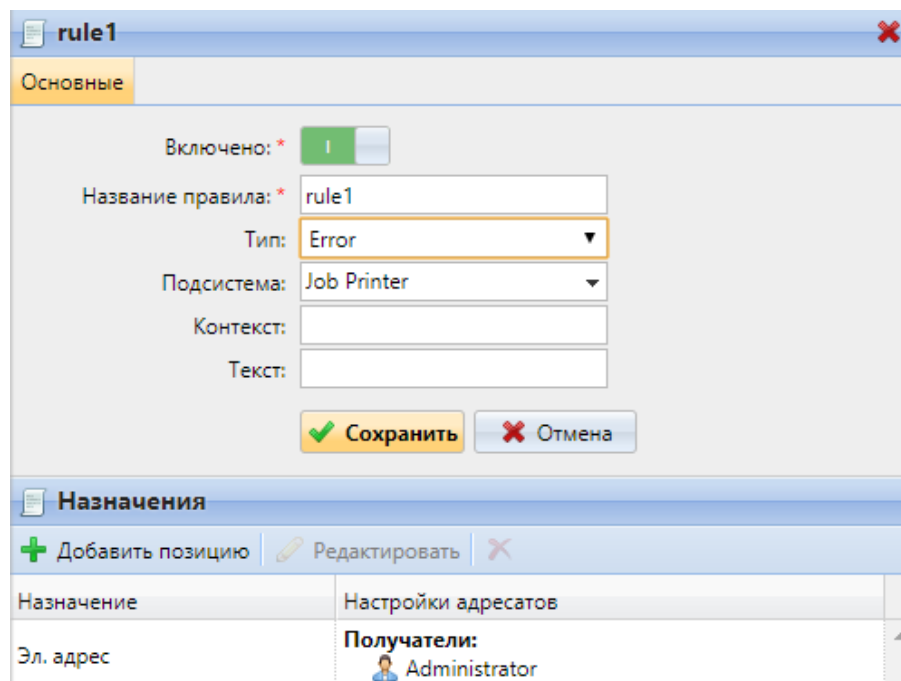 rule1
Основные
Включено: *
I
Название правила: * rule1
Тип: Error
Подсистема: Job Printer
Контекст:
Текст:
Сохранить Отмена
Назначения
Добавить позицию Редактировать
Назначение Настройки адресатов
Эл. адрес Получатели:
Administrator